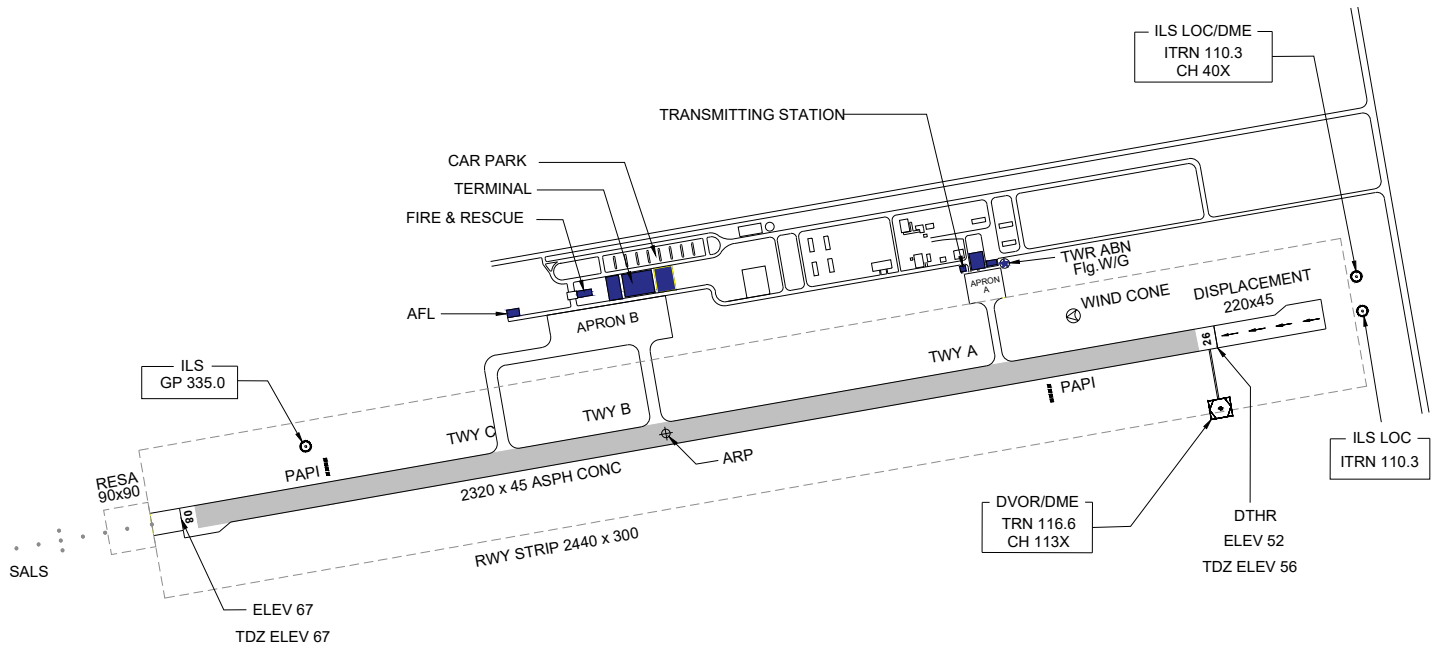 ILS LOC/DME
ITRN 110.3
CH 40X
TRANSMITTING STATION
CAR PARK
TERMINAL
FIRE & RESCUE
AFL
APRON B
APRON
A
TWR ABN
Flg.W/G
WIND CONE
DISPLACEMENT
220x45
26
ILS
GP 335.0
TWY A
PAPI
TWY B
TWY C
ARP
ILS LOC
ITRN 110.3
PAPI
2320 x 45 ASPH CONC
RESA
90x90
08
DVOR/DME
TRN 116.6
CH 113X
DTHR
ELEV 52
TDZ ELEV 56
RWY STRIP 2440 x 300
SALS
ELEV 67
TDZ ELEV 67